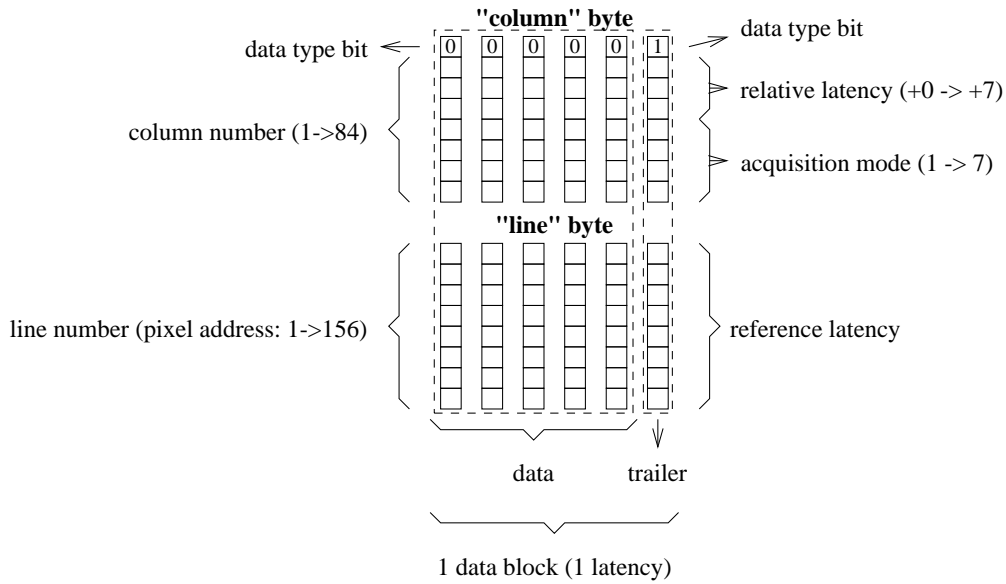 "column" byte
data type bit
0 0 0 0 0 1
data type bit
relative latency (+0 -> +7)
column number (1->84)
acquisition mode (1 -> 7)
"line" byte
line number (pixel address: 1->156)
reference latency
data
trailer
1 data block (1 latency)